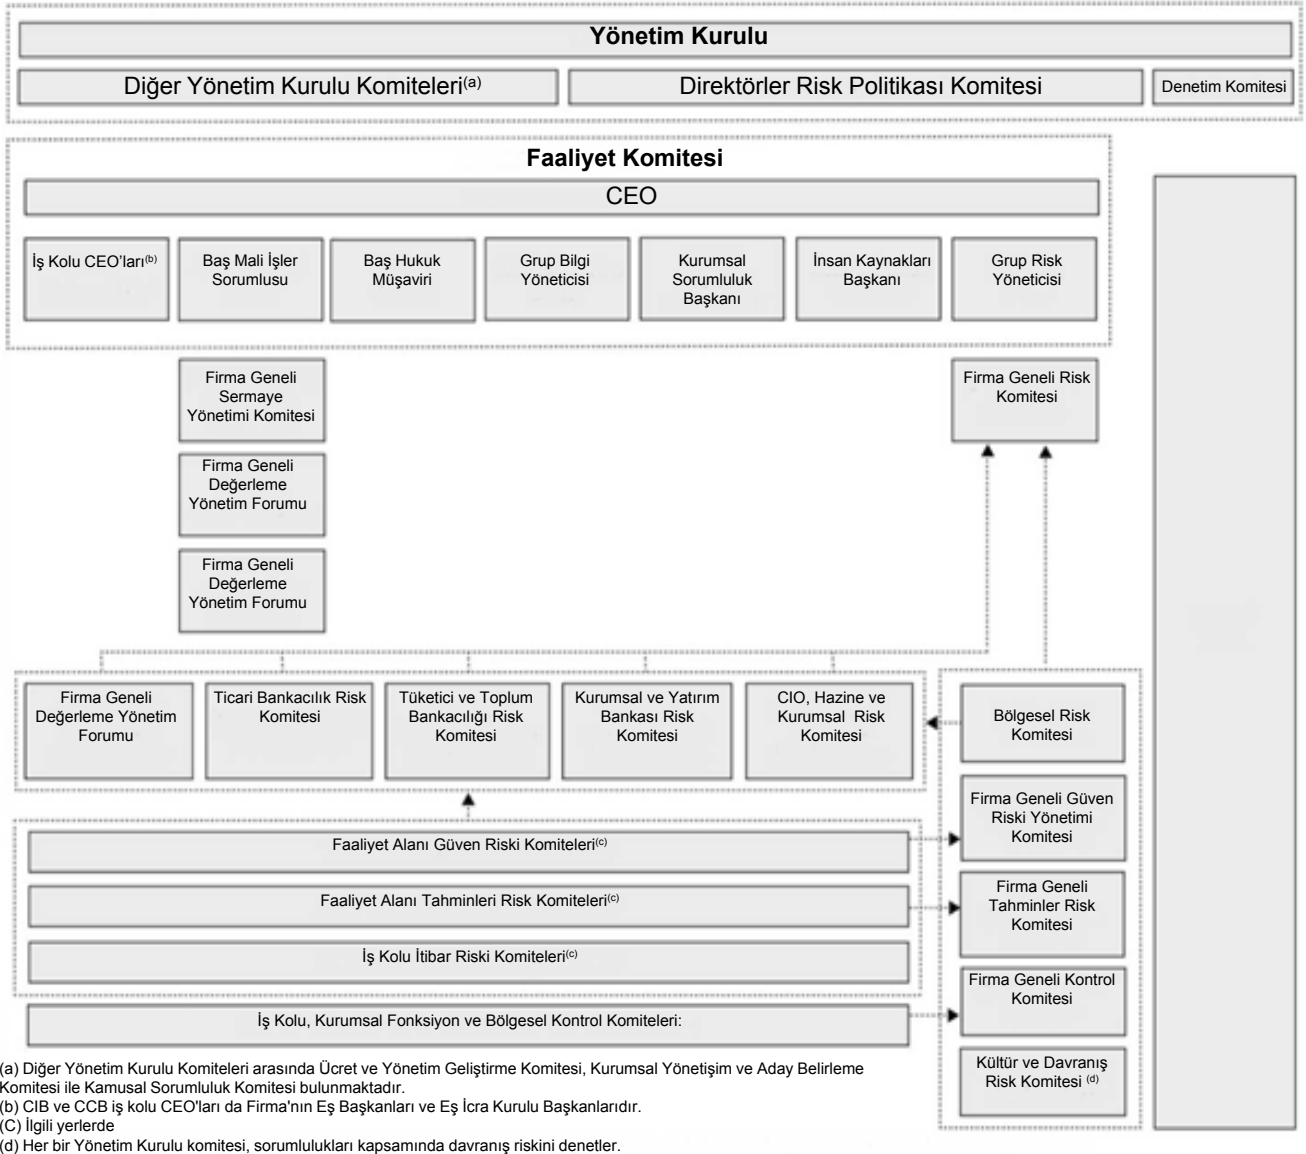 Yönetim Kurulu
Diğer Yönetim Kurulu Komiteleri(a)
Direktörler Risk Politikası Komitesi
Denetim Komitesi
Faaliyet Komitesi
CEO
İş Kolu CEO'ları(b)
Baş Mali İşler
Sorumlusu
Baş Hukuk
Müşaviri
Grup Bilgi
Yöneticisi
Kurumsal
Sorumluluk
Başkanı
İnsan Kaynakları
Başkanı
Grup Risk
Yöneticisi
Firma Geneli
Sermaye
Yönetimi Komitesi
Firma Geneli Risk
Komitesi
Firma Geneli
Değerleme
Yönetim Forumu
Firma Geneli
Değerleme
Yönetim Forumu
Firma Geneli
Değerleme Yönetim
Forumu
Ticari Bankacılık Risk
Komitesi
Tüketici ve Toplum
Bankacılığı Risk
Komitesi
Kurumsal ve Yatırım
Bankası Risk
Komitesi
CIO, Hazine ve
Kurumsal Risk
Komitesi
Bölgesel Risk
Komitesi
Firma Geneli Güven
Riski Yönetimi
Komitesi
Faaliyet Alanı Güven Riski Komiteleri(c)
Faaliyet Alanı Tahminleri Risk Komiteleri(c)
Firma Geneli
Tahminler Risk
Komitesi
İş Kolu İtibar Riski Komiteleri(c)
Firma Geneli Kontrol
Komitesi
İş Kolu, Kurumsal Fonksiyon ve Bölgesel Kontrol Komiteleri:
Kültür ve Davranış
Risk Komitesi (d)
(a) Diğer Yönetim Kurulu Komiteleri arasında Ücret ve Yönetim Geliştirme Komitesi, Kurumsal Yönetişim ve Aday Belirleme
Komitesi ile Kamusal Sorumluluk Komitesi bulunmaktadır.
(b) CIB ve CCB iş kolu CEO'ları da Firma'nın Eş Başkanları ve Eş İcra Kurulu Başkanlarıdır.
(C) İlgili yerlerde
(d) Her bir Yönetim Kurulu komitesi, sorumlulukları kapsamında davranış riskini denetler.